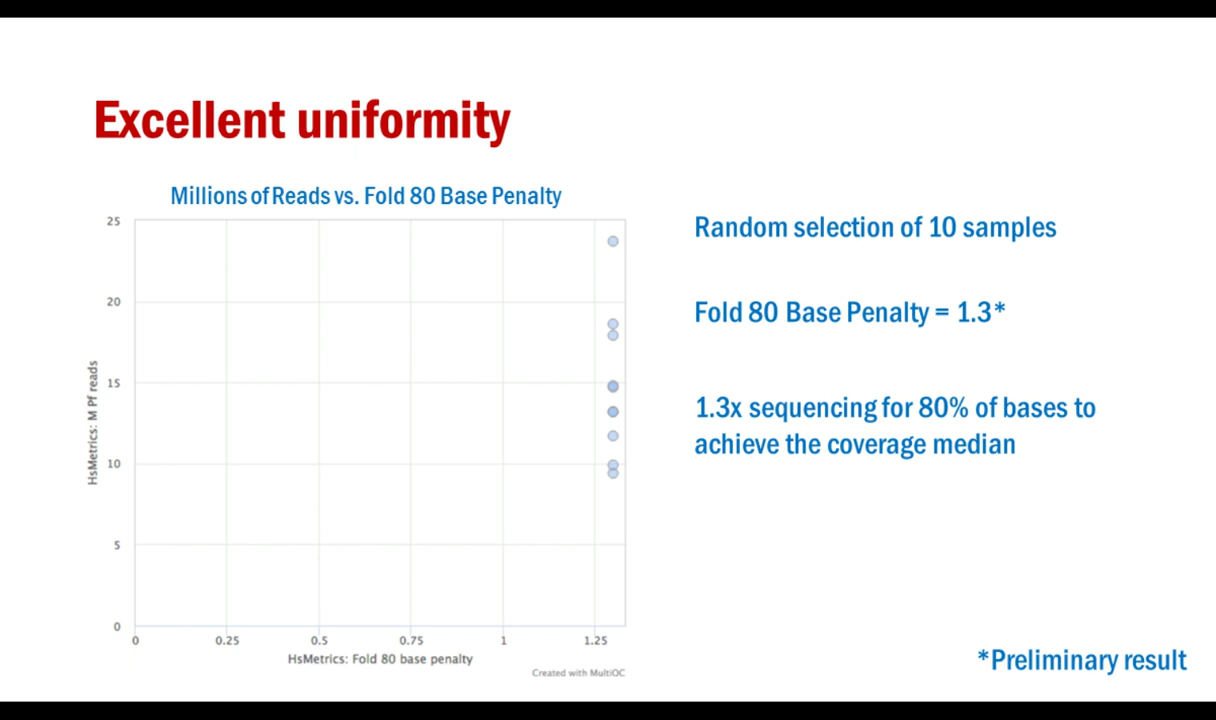 Excellent uniformity
Millions of Reads vs. Fold 80 Base Penalty
25
20
15
10
5
0
HsMetrics: M Pf reads
0 0.25 0.5 0.75 1 1.25
HsMetrics: Fold 80 base penalty
Created with MultiQC
Random selection of 10 samples
Fold 80 Base Penalty = 1.3*
1.3x sequencing for 80% of bases to
achieve the coverage median
*Preliminary result